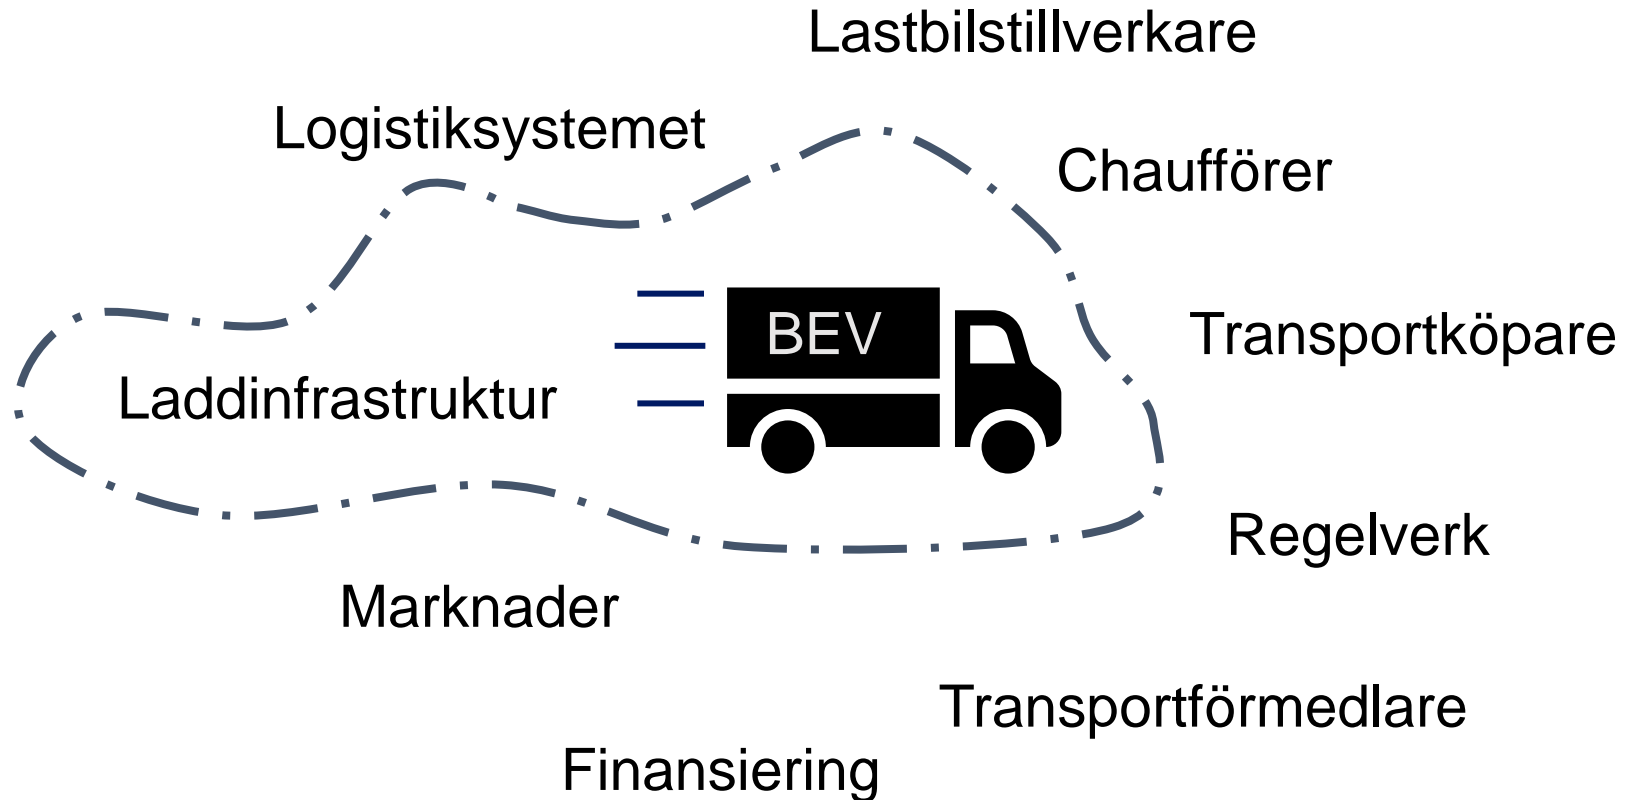 Lastbilstillverkare
Logistiksystemet
Chaufförer
BEV
Transportköpare
Laddinfrastruktur
Regelverk
Marknader
Transportförmedlare
Finansiering